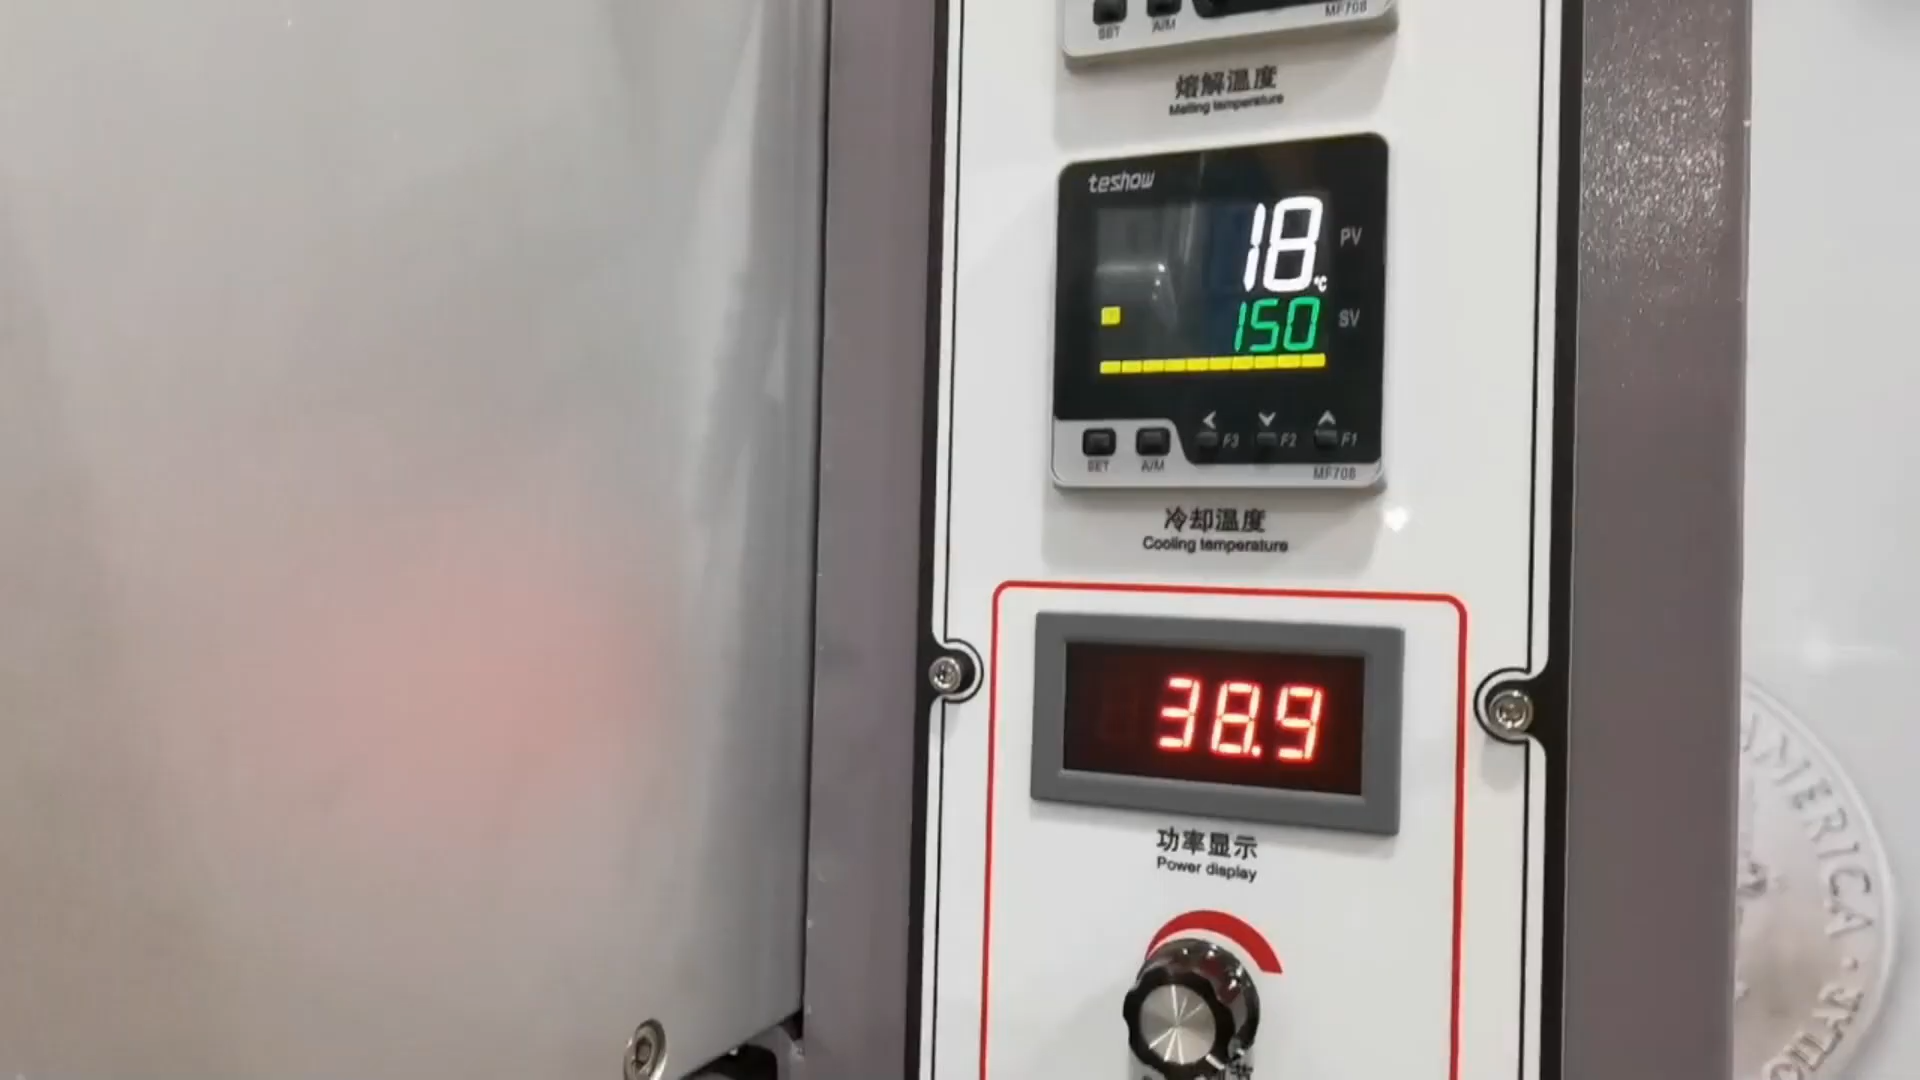 SET A/M MF708
熔解温度
Melting temperature
teshow
18 PV
°C
150 SV
F3 F2 F1
SET A/M
MF708
冷却温度
Cooling temperature
38.9
功率显示
Power display
AMERICA